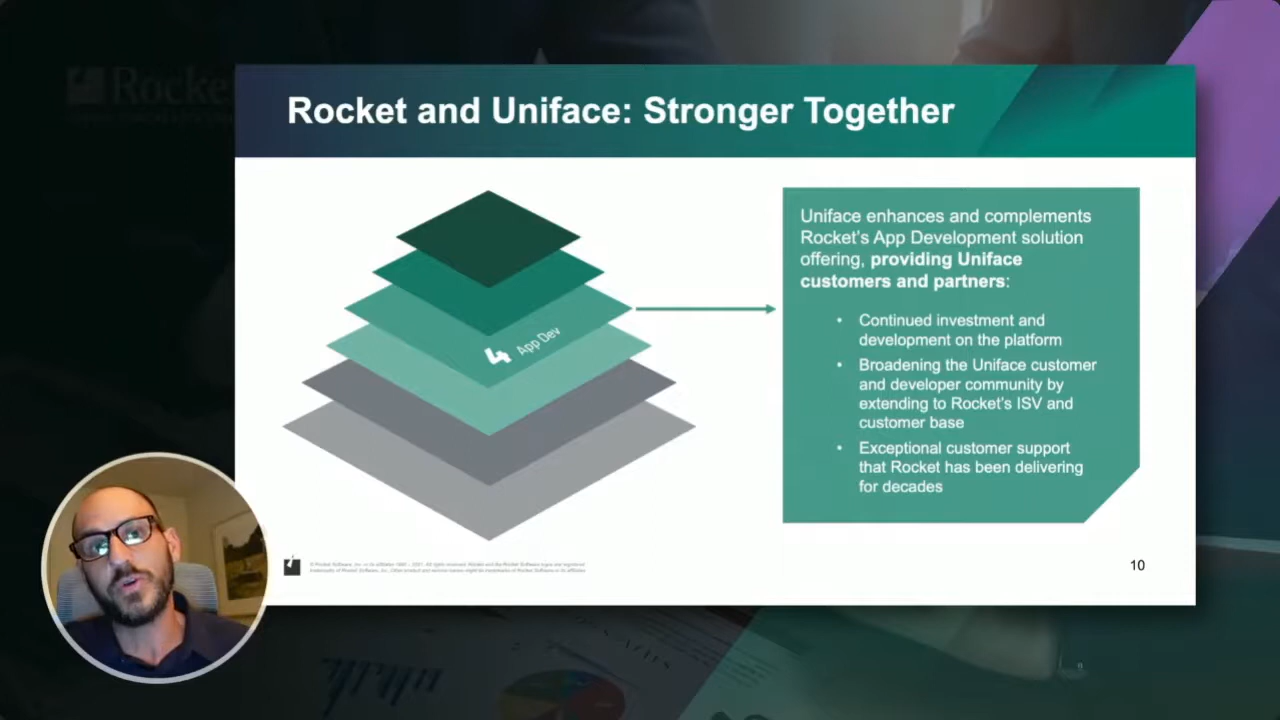 Rocke
Rocket and Uniface: Stronger Together
4 App Dev
Uniface enhances and complements
Rocket's App Development solution
offering, providing Uniface
customers and partners:
• Continued investment and
development on the platform
• Broadening the Uniface customer
and developer community by
extending to Rocket's ISV and
customer base
• Exceptional customer support
that Rocket has been delivering
for decades
10